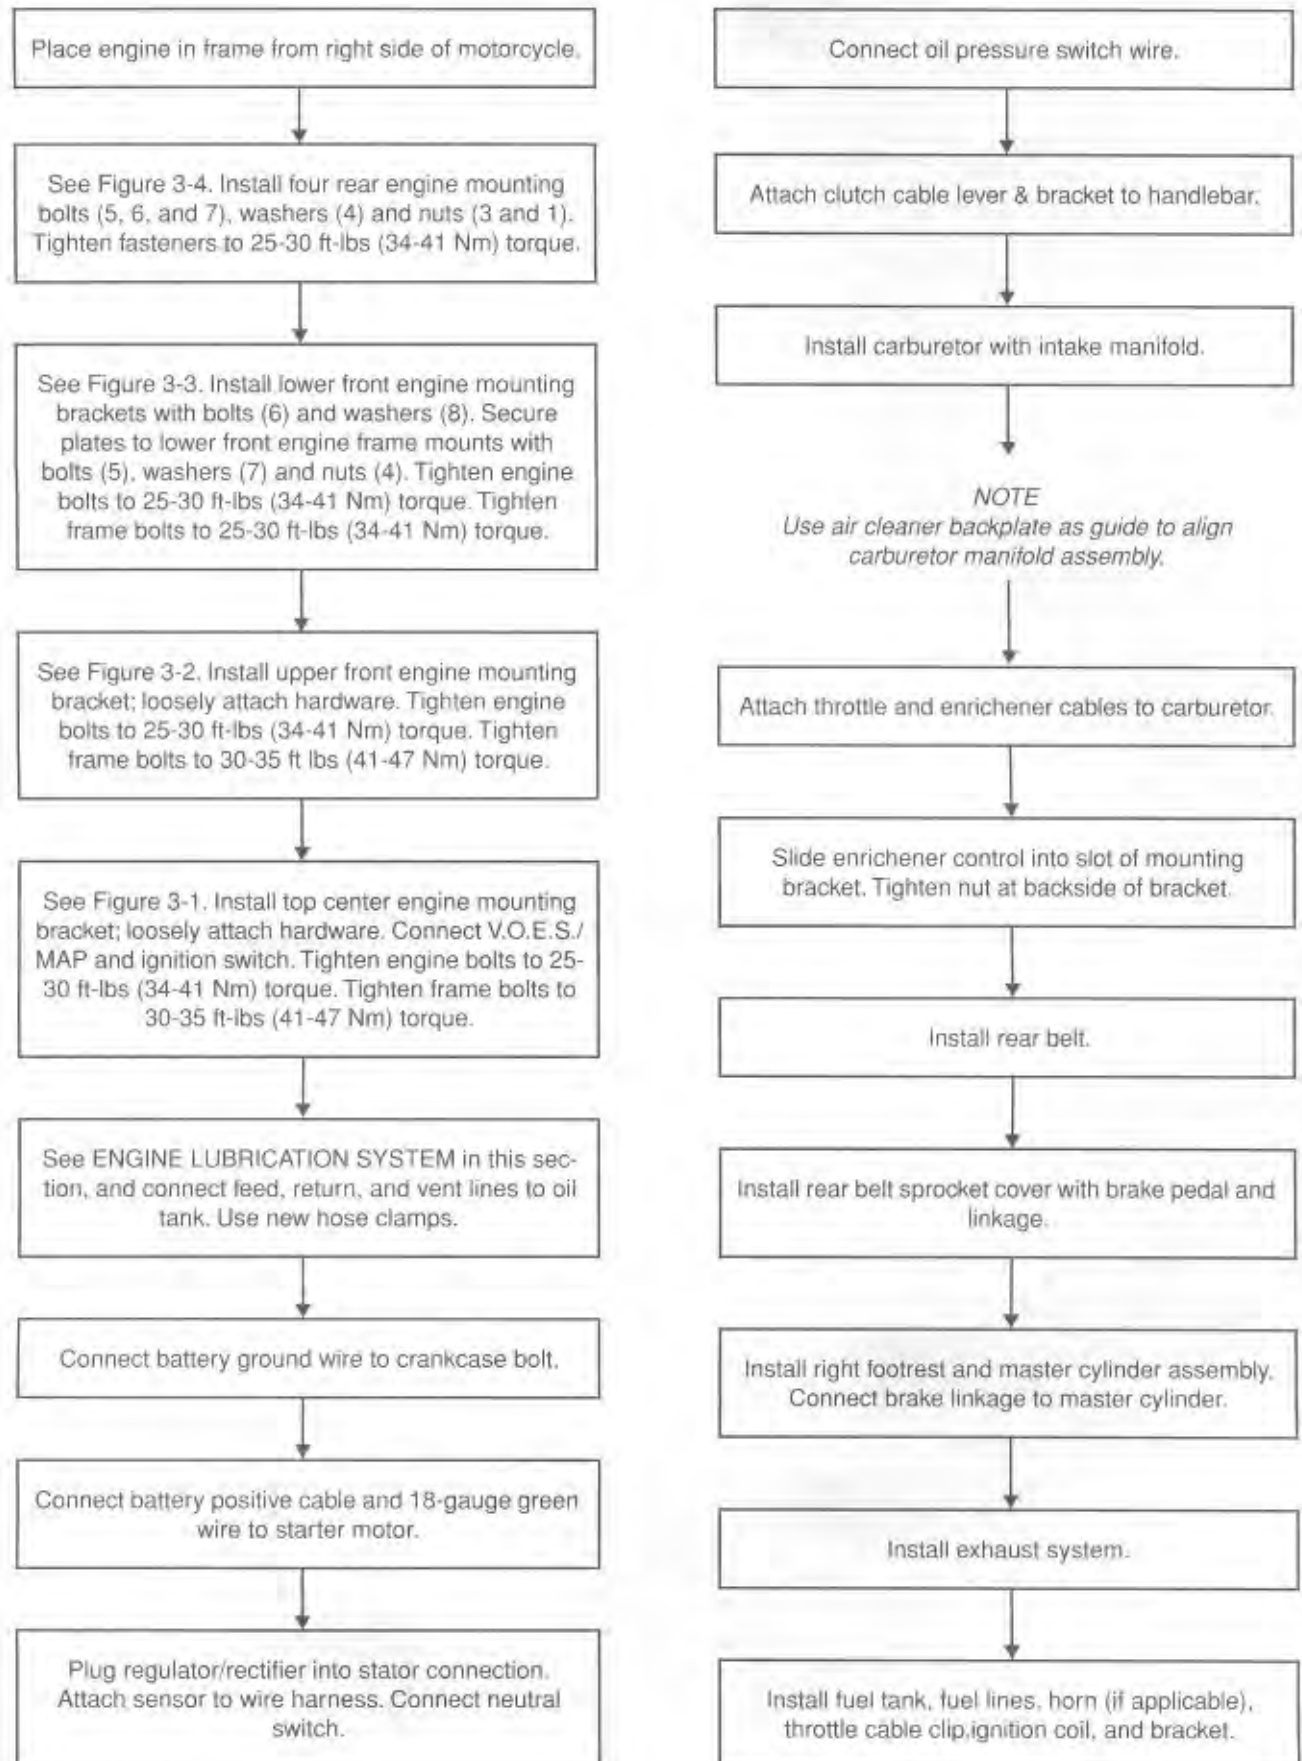 Place engine in frame from right side of motorcycle.
See Figure 3-4. Install four rear engine mounting
bolts (5, 6, and 7), washers (4) and nuts (3 and 1).
Tighten fasteners to 25-30 ft-lbs (34-41 Nm) torque.
See Figure 3-3. Install lower front engine mounting
brackets with bolts (6) and washers (8). Secure
plates to lower front engine frame mounts with
bolts (5), washers (7) and nuts (4). Tighten engine
bolts to 25-30 ft-lbs (34-41 Nm) torque. Tighten
frame bolts to 25-30 ft-lbs (34-41 Nm) torque.
See Figure 3-2. Install upper front engine mounting
bracket; loosely attach hardware. Tighten engine
bolts to 25-30 ft-lbs (34-41 Nm) torque. Tighten
frame bolts to 30-35 ft lbs (41-47 Nm) torque.
See Figure 3-1. Install top center engine mounting
bracket; loosely attach hardware. Connect V.O.E.S./
MAP and ignition switch. Tighten engine bolts to 25-
30 ft-lbs (34-41 Nm) torque. Tighten frame bolts to
30-35 ft-lbs (41-47 Nm) torque.
See ENGINE LUBRICATION SYSTEM in this sec-
tion, and connect feed, return, and vent lines to oil
tank. Use new hose clamps.
Connect battery ground wire to crankcase bolt.
Connect battery positive cable and 18-gauge green
wire to starter motor.
Plug regulator/rectifier into stator connection.
Attach sensor to wire harness. Connect neutral
switch.
Connect oil pressure switch wire.
Attach clutch cable lever & bracket to handlebar.
Install carburetor with intake manifold.
NOTE
Use air cleaner backplate as guide to align
carburetor manifold assembly.
Attach throttle and enrichener cables to carburetor.
Slide enrichener control into slot of mounting
bracket. Tighten nut at backside of bracket.
Install rear belt.
Install rear belt sprocket cover with brake pedal and
linkage.
Install right footrest and master cylinder assembly.
Connect brake linkage to master cylinder.
Install exhaust system.
Install fuel tank, fuel lines, horn (if applicable),
throttle cable clip,ignition coil, and bracket.